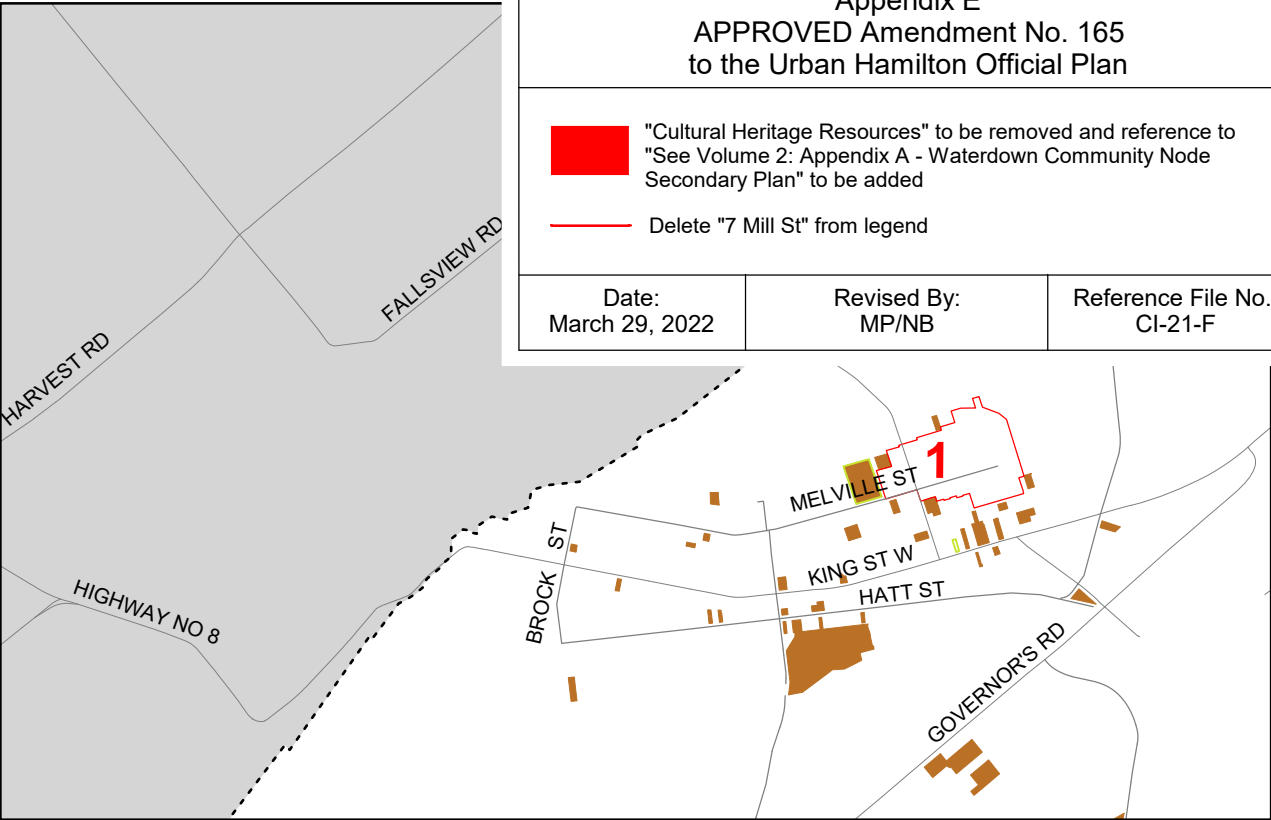 Appendix E
APPROVED Amendment No. 165
to the Urban Hamilton Official Plan
"Cultural Heritage Resources" to be removed and reference to
"See Volume 2: Appendix A - Waterdown Community Node
Secondary Plan" to be added
Delete "7 Mill St" from legend
Date:
March 29, 2022
Revised By:
MP/NB
Reference File No.
CI-21-F
FALLSVIEW RD
HARVEST RD
1
MELVILLE ST
BROCK ST
KING ST W
HATT ST
HIGHWAY NO 8
GOVERNOR'S RD